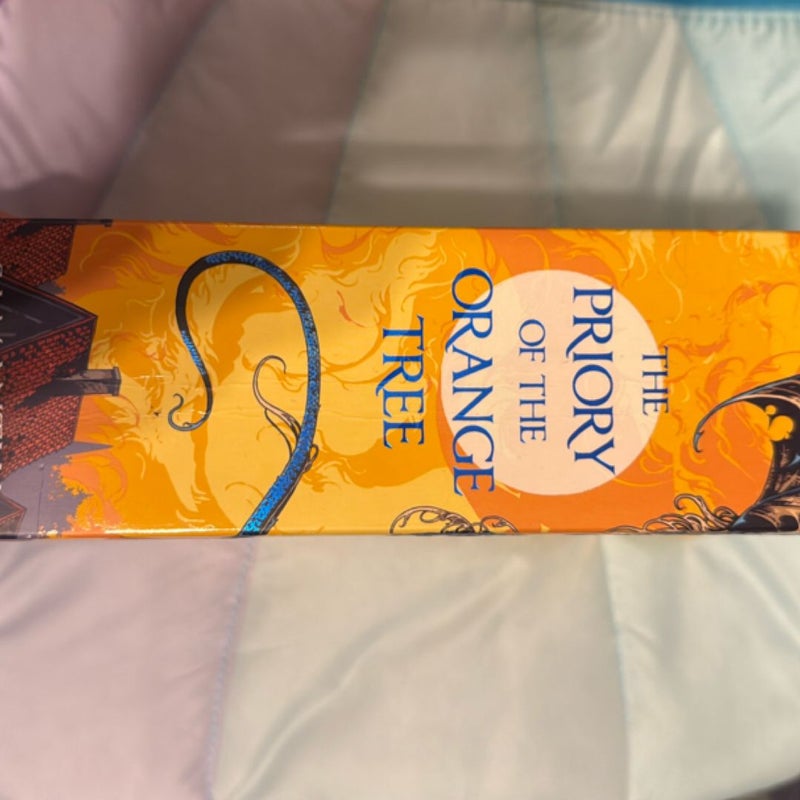 THE
PRIORY
OF THE
ORANGE
TREE